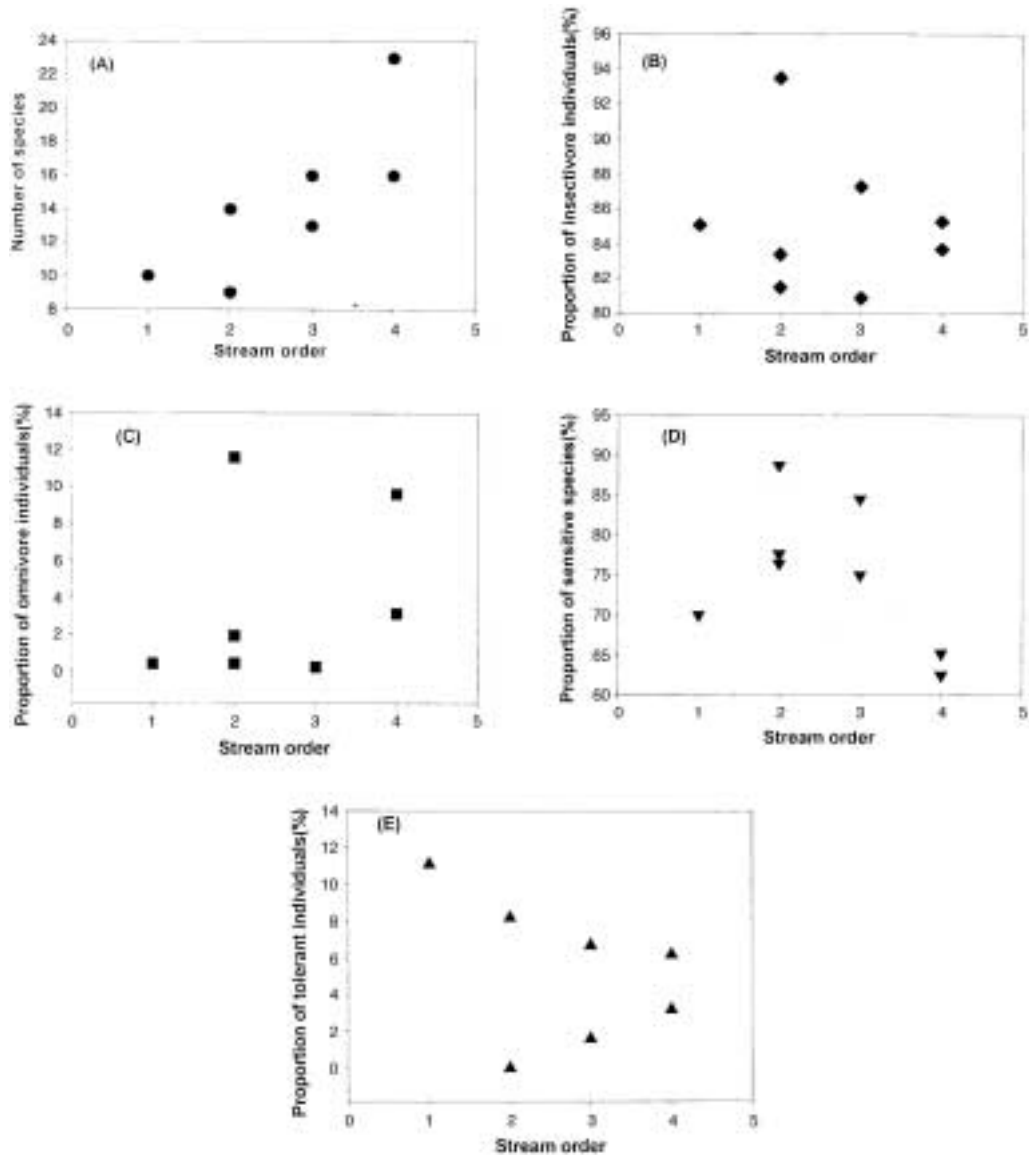 (A)
Number of species
24
22
20
18
16
14
12
10
8
0 1 2 3 4 5
Stream order
(B)
Proportion of insectivore individuals(%)
96
94
92
90
88
86
84
82
80
0 1 2 3 4 5
Stream order
(C)
Proportion of omnivore individuals(%)
14
12
10
8
6
4
2
0
0 1 2 3 4 5
Stream order
(D)
Proportion of sensitive species(%)
95
90
85
80
75
70
65
60
0 1 2 3 4 5
Stream order
(E)
Proportion of tolerant individuals(%)
14
12
10
8
6
4
2
0
0 1 2 3 4 5
Stream order